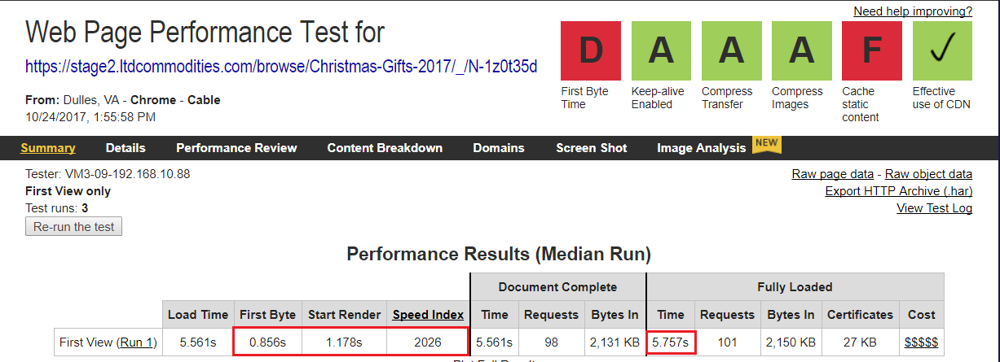 Need help improving?
Web Page Performance Test for
https://stage2.ltdcommodities.com/browse/Christmas-Gifts-2017/_/N-1z0t35d
From: Dulles, VA - Chrome - Cable
10/24/2017, 1:55:58 PM
D A A A F ✓
First Byte Time
Keep-alive Enabled
Compress Transfer
Compress Images
Cache static content
Effective use of CDN
Summary Details Performance Review Content Breakdown Domains Screen Shot Image Analysis NEW
Tester: VM3-09-192.168.10.88
First View only
Test runs: 3
Re-run the test
Raw page data - Raw object data
Export HTTP Archive (.har)
View Test Log
Performance Results (Median Run)
Document Complete Fully Loaded
Load Time First Byte Start Render Speed Index Time Requests Bytes In Time Requests Bytes In Certificates Cost
First View (Run 1) 5.561s 0.856s 1.178s 2026 5.561s 98 2,131 KB 5.757s 101 2,150 KB 27 KB $$$$$